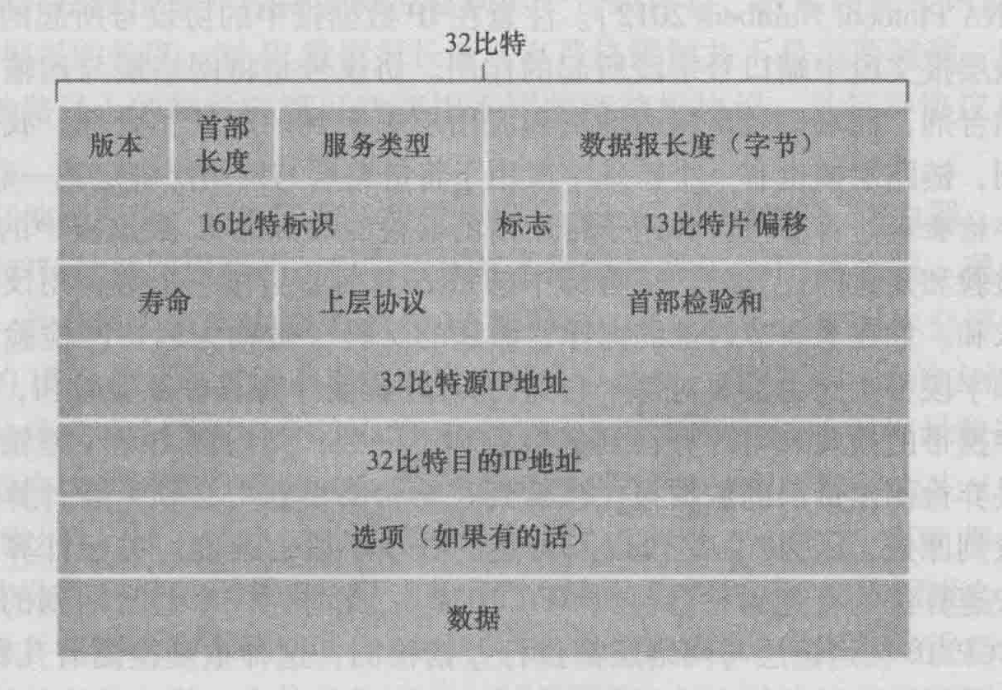 32比特
版本
首部
长度
服务类型
数据报长度（字节）
16比特标识
标志
13比特片偏移
寿命
上层协议
首部检验和
32比特源IP地址
32比特目的IP地址
选项（如果有的话）
数据